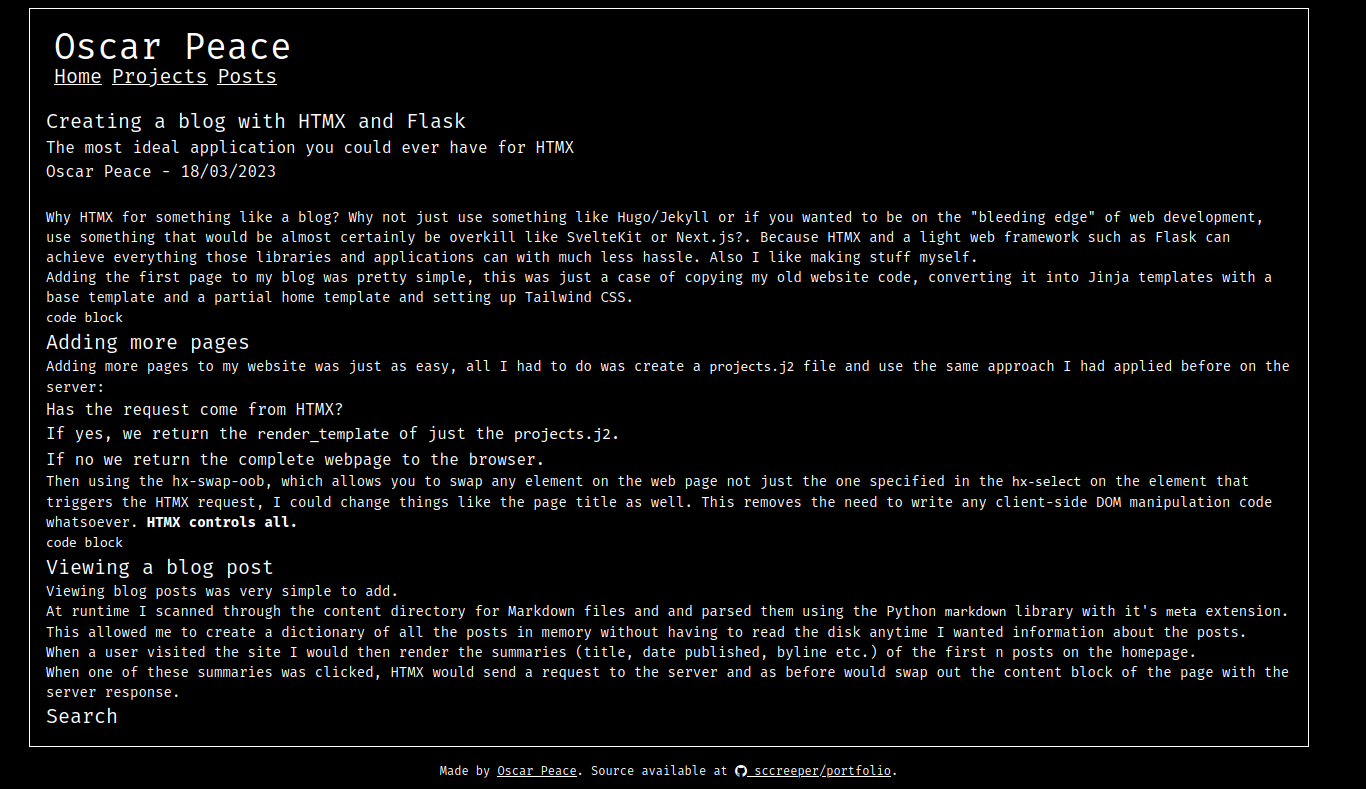 Oscar Peace
Home Projects Posts
Creating a blog with HTMX and Flask
The most ideal application you could ever have for HTMX
Oscar Peace - 18/03/2023
Why HTMX for something like a blog? Why not just use something like Hugo/Jekyll or if you wanted to be on the "bleeding edge" of web development,
use something that would be almost certainly be overkill like SvelteKit or Next.js?. Because HTMX and a light web framework such as Flask can
achieve everything those libraries and applications can with much less hassle. Also I like making stuff myself.
Adding the first page to my blog was pretty simple, this was just a case of copying my old website code, converting it into Jinja templates with a
base template and a partial home template and setting up Tailwind CSS.
code block
Adding more pages
Adding more pages to my website was just as easy, all I had to do was create a projects.j2 file and use the same approach I had applied before on the
server:
Has the request come from HTMX?
If yes, we return the render_template of just the projects.j2.
If no we return the complete webpage to the browser.
Then using the hx-swap-oob, which allows you to swap any element on the web page not just the one specified in the hx-select on the element that
triggers the HTMX request, I could change things like the page title as well. This removes the need to write any client-side DOM manipulation code
whatsoever. HTMX controls all.
code block
Viewing a blog post
Viewing blog posts was very simple to add.
At runtime I scanned through the content directory for Markdown files and and parsed them using the Python markdown library with it's meta extension.
This allowed me to create a dictionary of all the posts in memory without having to read the disk anytime I wanted information about the posts.
When a user visited the site I would then render the summaries (title, date published, byline etc.) of the first n posts on the homepage.
When one of these summaries was clicked, HTMX would send a request to the server and as before would swap out the content block of the page with the
server response.
Search
Made by Oscar Peace. Source available at sccreeper/portfolio.